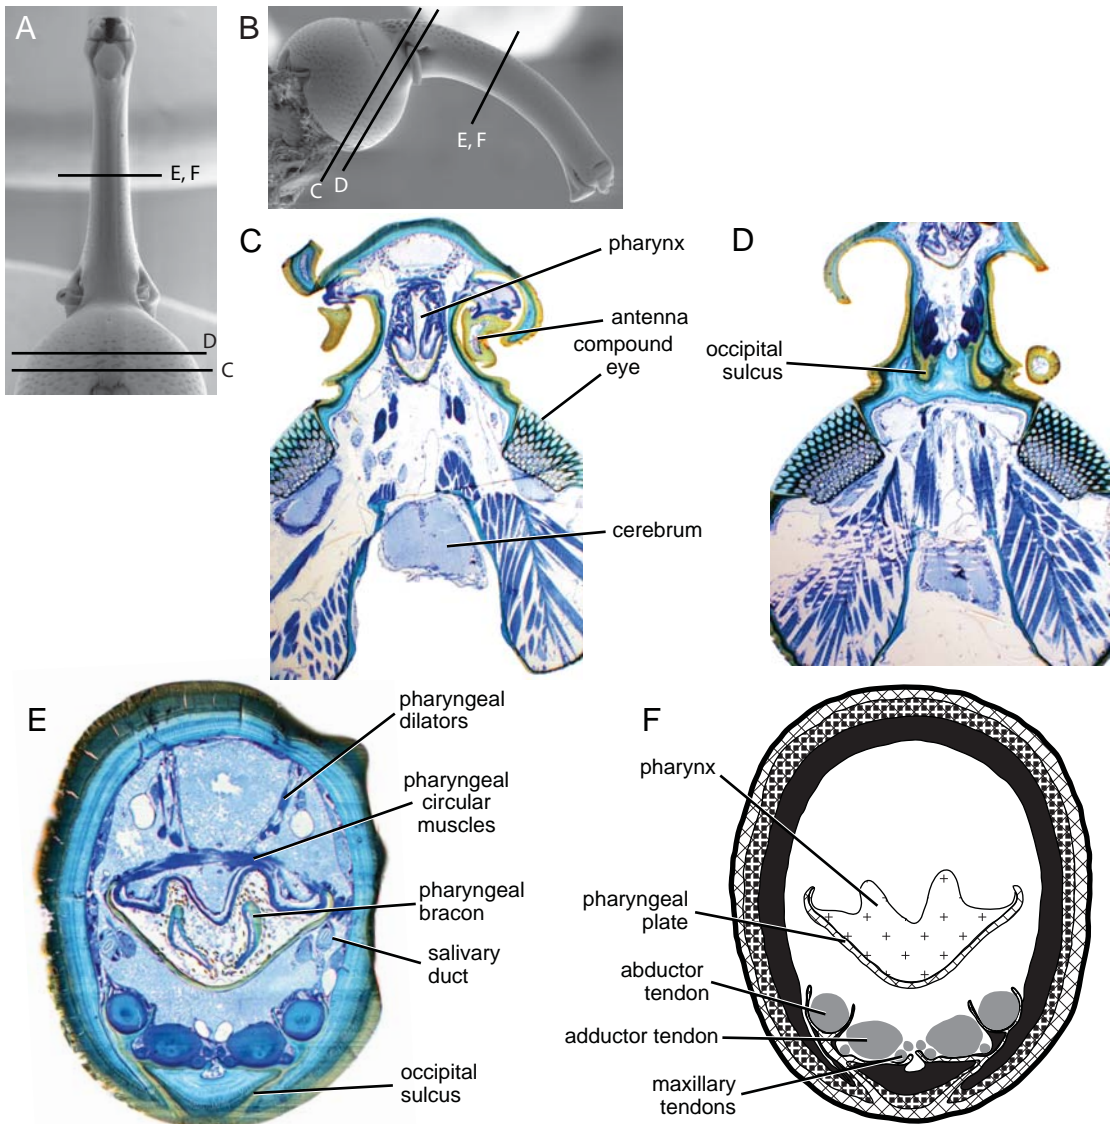 A
E, F
D
C
B
E, F
C
D
C
pharynx
antenna
compound
eye
cerebrum
D
occipital
sulcus
E
pharyngeal
dilators
pharyngeal
circular
muscles
pharyngeal
bracon
salivary
duct
occipital
sulcus
F
pharynx
pharyngeal
plate
abductor
tendon
adductor tendon
maxillary
tendons